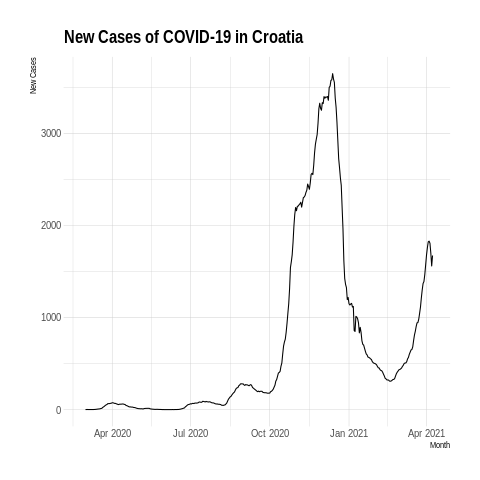 New Cases of COVID-19 in Croatia
New Cases
3000
2000
1000
0
Apr 2020 Jul 2020 Oct 2020 Jan 2021 Apr 2021
Month